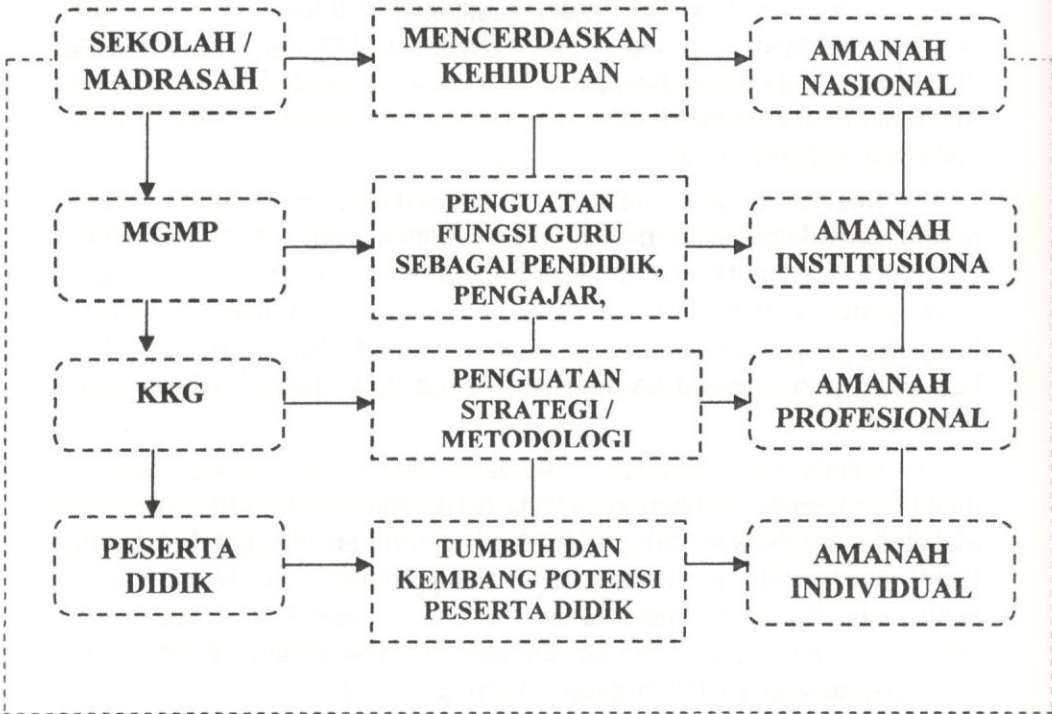 SEKOLAH /
MADRASAH
MENCERDASKAN
KEHIDUPAN
AMANAH
NASIONAL
MGMP
PENGUATAN
FUNGSI GURU
SEBAGAI PENDIDIK,
PENGAJAR,
AMANAH
INSTITUSIONA
KKG
PENGUATAN
STRATEGI /
METODOLOGI
AMANAH
PROFESIONAL
PESERTA
DIDIK
TUMBUH DAN
KEMBANG POTENSI
PESERTA DIDIK
AMANAH
INDIVIDUAL